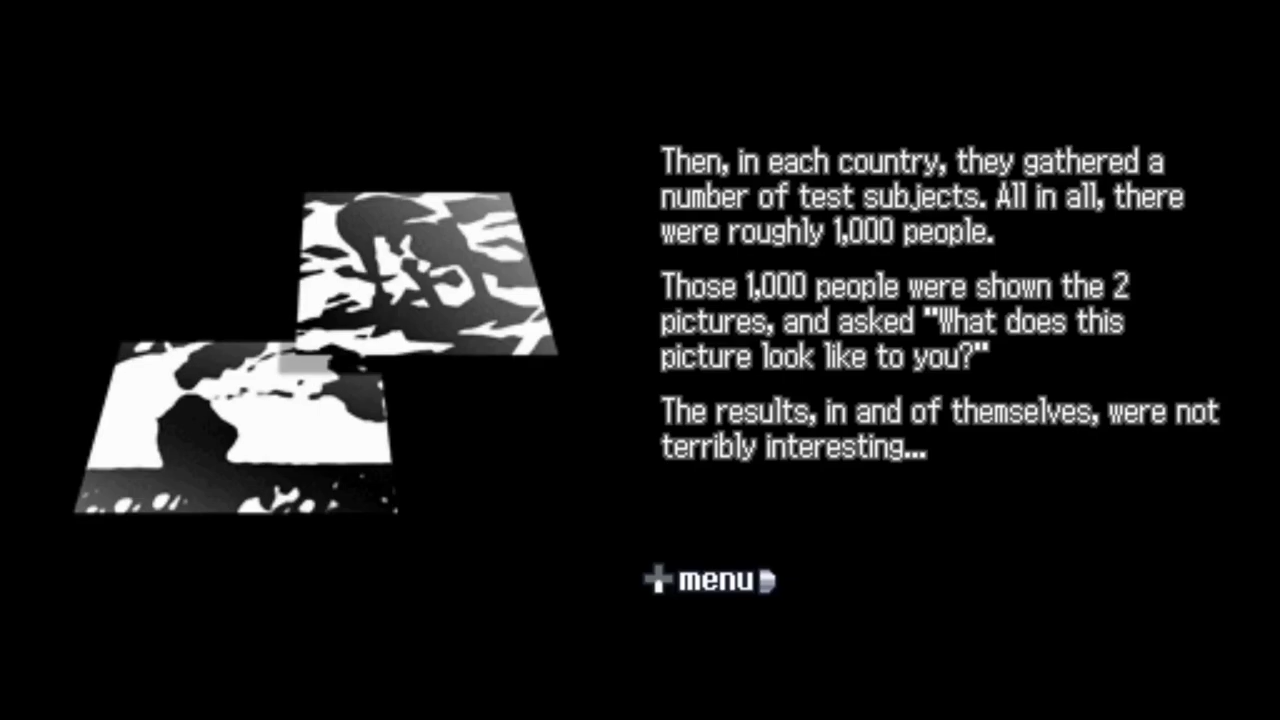 Then, in each country, they gathered a
number of test subjects. All in all, there
were roughly 1,000 people.
Those 1,000 people were shown the 2
pictures, and asked "What does this
picture look like to you?"
The results, in and of themselves, were not
terribly interesting...
menu